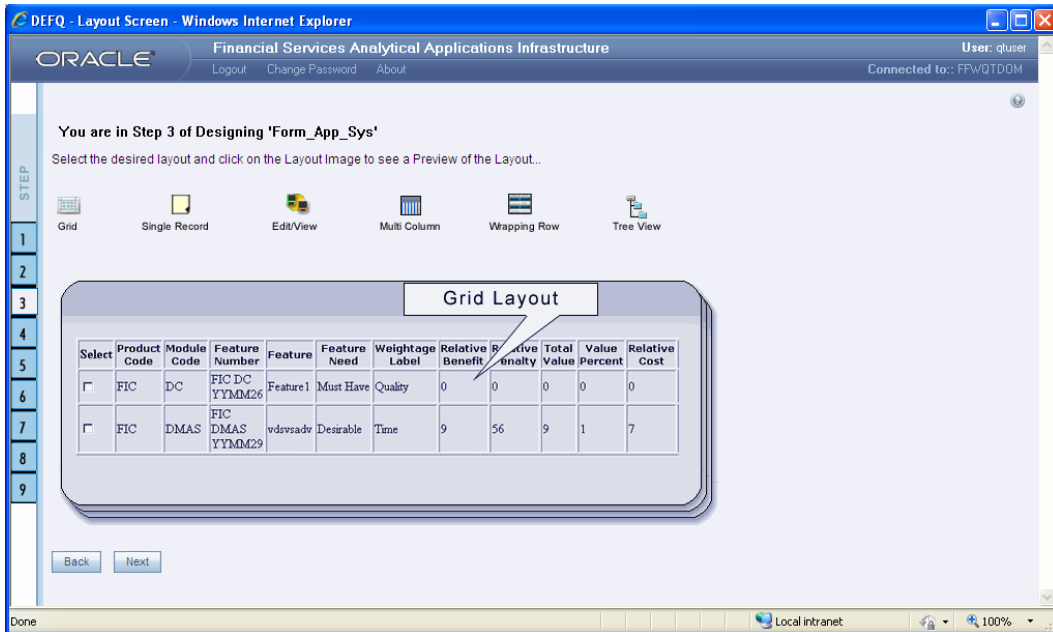 DEFQ - Layout Screen - Windows Internet Explorer
ORACLE
Financial Services Analytical Applications Infrastructure
User: qtuser
Logout Change Password About
Connected to:: FFWQTDOM
You are in Step 3 of Designing 'Form_App_Sys'
Select the desired layout and click on the Layout Image to see a Preview of the Layout...
STEP
Grid Single Record Edit/View Multi Column Wrapping Row Tree View
1
2
3
4
5
6
7
8
9
Grid Layout
Select Product Code Module Code Feature Number Feature Feature Need Weightage Label Relative Benefit Total Value Value Percent Relative Cost
FIC DC FIC DC YYMM26 Feature1 Must Have Quality 0 0 0 0 0
FIC DMAS FIC DMAS YYMM29 vdsvsadv Desirable Time 9 56 9 1 7
Back Next
Done
Local intranet
100%